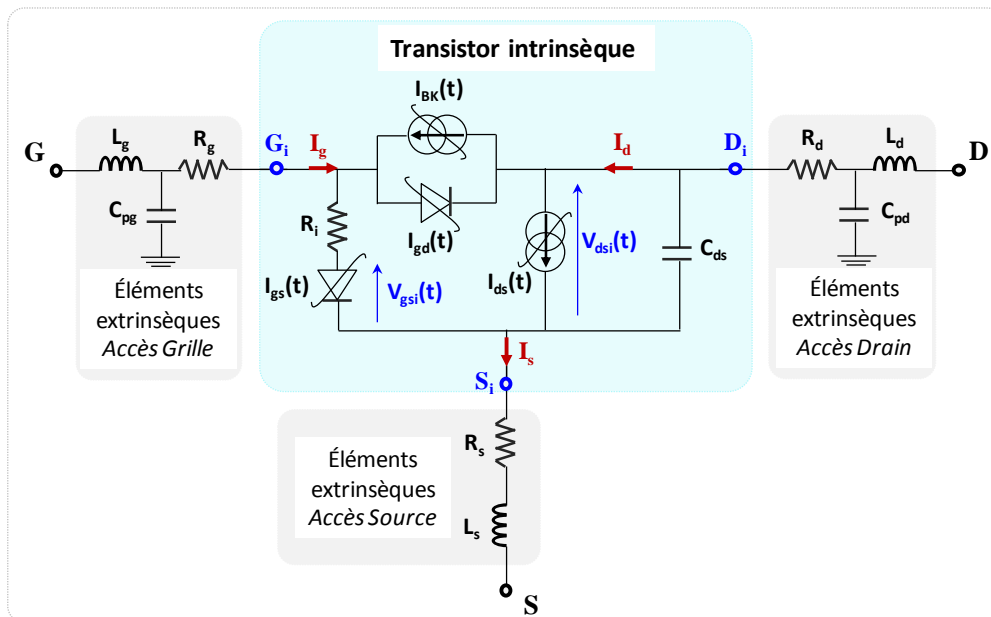 Transistor intrinsèque
I_BK(t)
L_g
R_g
G
G_i
I_g
I_d
D_i
R_d
L_d
D
C_pg
R_i
I_gd(t)
I_ds(t)
V_dsi(t)
C_ds
C_pd
I_gs(t)
V_gsi(t)
Éléments
extrinsèques
Accès Grille
Éléments
extrinsèques
Accès Drain
I_s
S_i
R_s
Éléments
extrinsèques
Accès Source
L_s
S